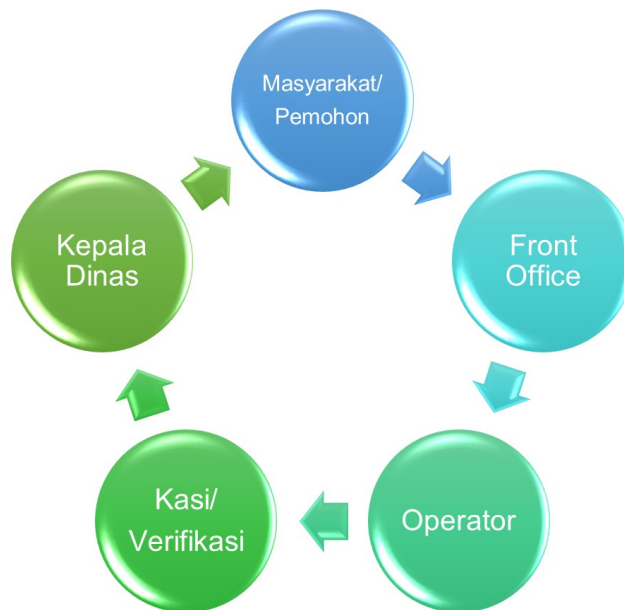 Masyarakat/
Pemohon
Front
Office
Operator
Kasi/
Verifikasi
Kepala
Dinas